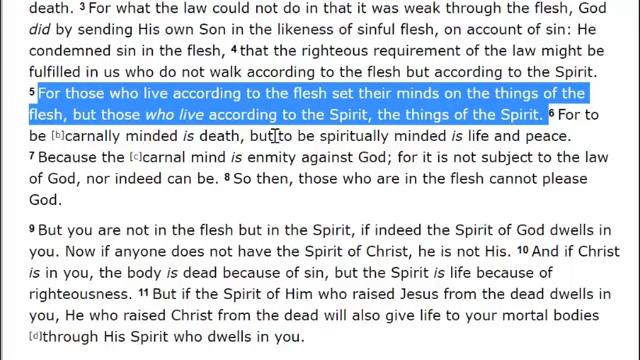 death. 3 For what the law could not do in that it was weak through the flesh, God
did by sending His own Son in the likeness of sinful flesh, on account of sin: He
condemned sin in the flesh, 4 that the righteous requirement of the law might be
fulfilled in us who do not walk according to the flesh but according to the Spirit.
5 For those who live according to the flesh set their minds on the things of the
flesh, but those who live according to the Spirit, the things of the Spirit. 6 For to
be [b]carnally minded is death, but to be spiritually minded is life and peace.
7 Because the [c]carnal mind is enmity against God; for it is not subject to the law
of God, nor indeed can be. 8 So then, those who are in the flesh cannot please
God.
9 But you are not in the flesh but in the Spirit, if indeed the Spirit of God dwells in
you. Now if anyone does not have the Spirit of Christ, he is not His. 10 And if Christ
is in you, the body is dead because of sin, but the Spirit is life because of
righteousness. 11 But if the Spirit of Him who raised Jesus from the dead dwells in
you, He who raised Christ from the dead will also give life to your mortal bodies
[d]through His Spirit who dwells in you.